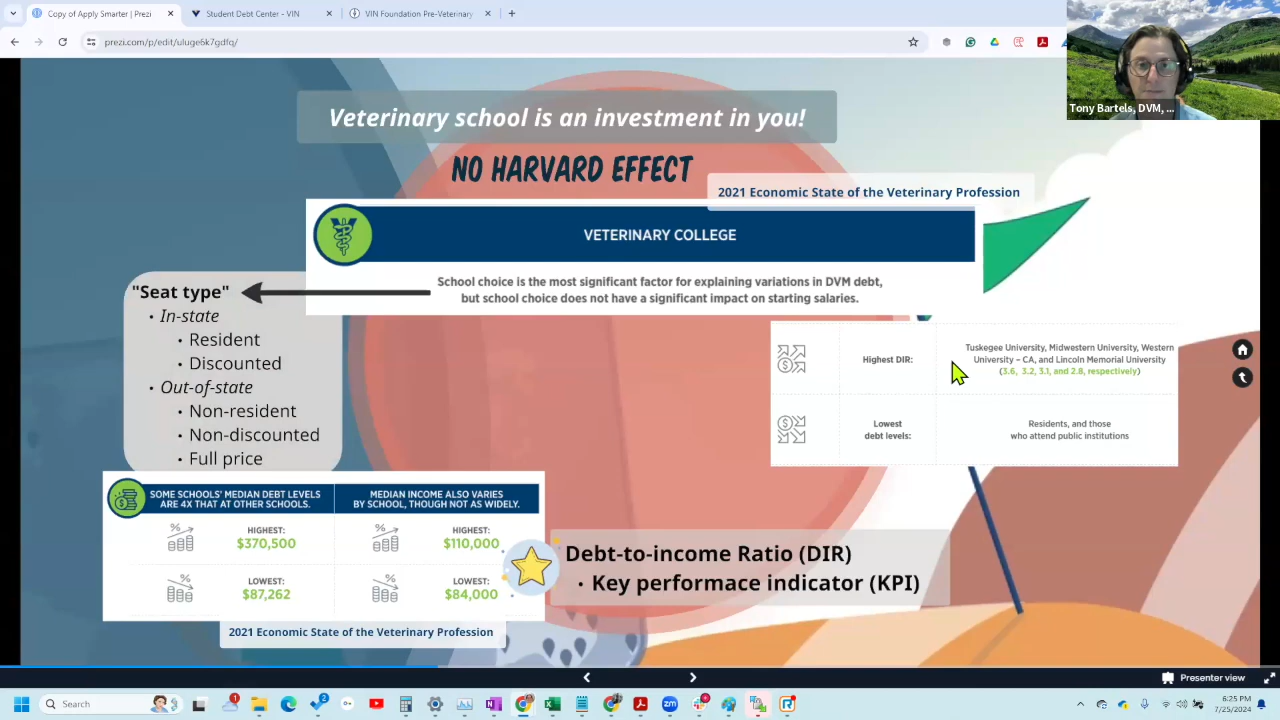 Copy of Apply Smarter | Prezi
Student Debt Center - VIN
VIN Foundation Pre-Veterinary
prezi.com/p/edit/uluge6k7gdfq/
Tony Bartels, DVM, ...
Veterinary school is an investment in you!
NO HARVARD EFFECT
2021 Economic State of the Veterinary Profession
VETERINARY COLLEGE
School choice is the most significant factor for explaining variations in DVM debt,
but school choice does not have a significant impact on starting salaries.
"Seat type"
• In-state
• Resident
• Discounted
• Out-of-state
• Non-resident
• Non-discounted
• Full price
Highest DIR:
Tuskegee University, Midwestern University, Western
University – CA, and Lincoln Memorial University
(3.6, 3.2, 3.1, and 2.8, respectively)
Lowest
debt levels:
Residents, and those
who attend public institutions
SOME SCHOOLS' MEDIAN DEBT LEVELS
ARE 4X THAT AT OTHER SCHOOLS.
MEDIAN INCOME ALSO VARIES
BY SCHOOL, THOUGH NOT AS WIDELY.
HIGHEST:
$370,500
HIGHEST:
$110,000
LOWEST:
$87,262
LOWEST:
$84,000
2021 Economic State of the Veterinary Profession
Debt-to-income Ratio (DIR)
• Key performace indicator (KPI)
Presenter view
Search
6:25 PM
7/25/2024